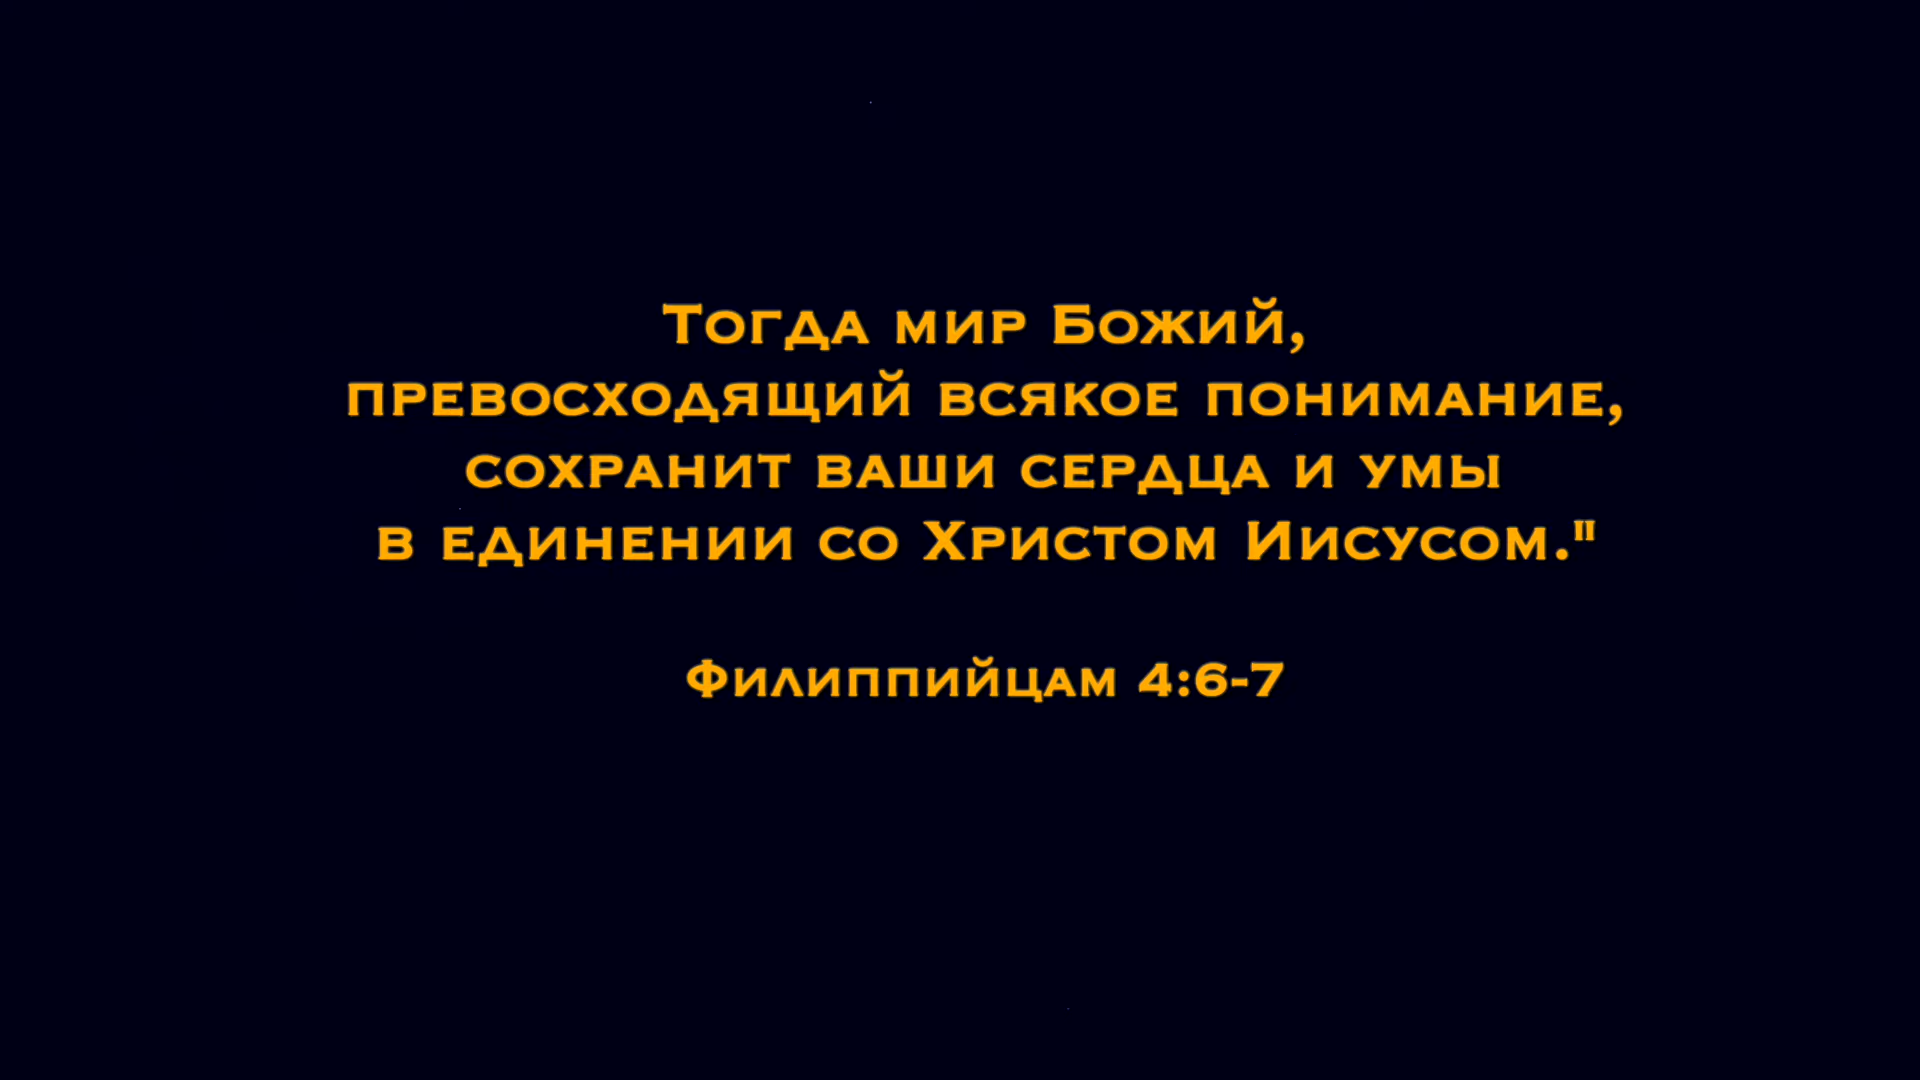 Тогда мир Божий,
превосходящий всякое понимание,
сохранит ваши сердца и умы
в единении со Христом Иисусом."
Филиппийцам 4:6-7